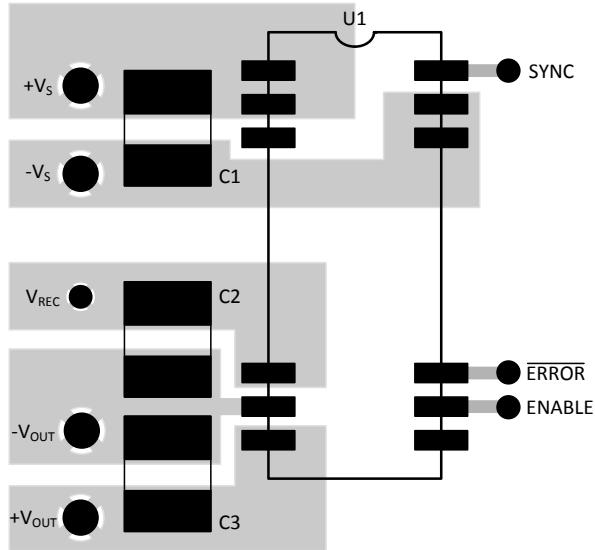 U1
+VS
SYNC
-VS
C1
VREC
C2
ERROR
-VOUT
ENABLE
+VOUT
C3